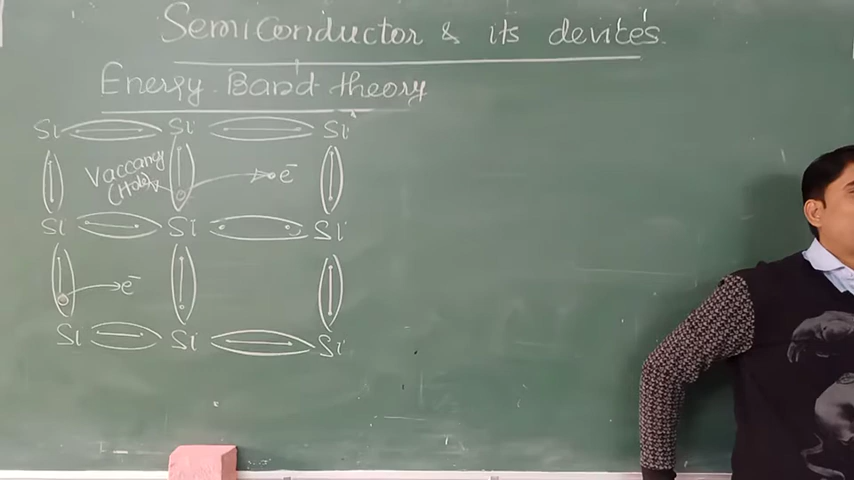 Semiconductor & its devices
Energy Band theory
Si Si Si
Vaccancy
(Hole)
e⁻
Si Si Si
e⁻
Si Si Si